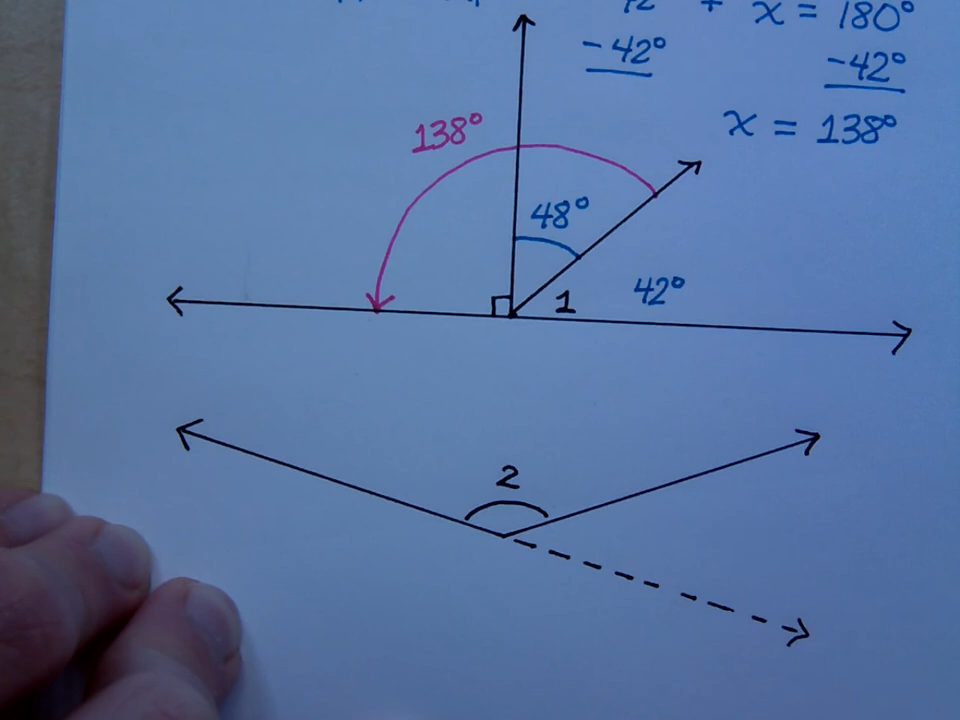 + x = 180°
-42° -42°
x = 138°
138°
48°
1 42°
2